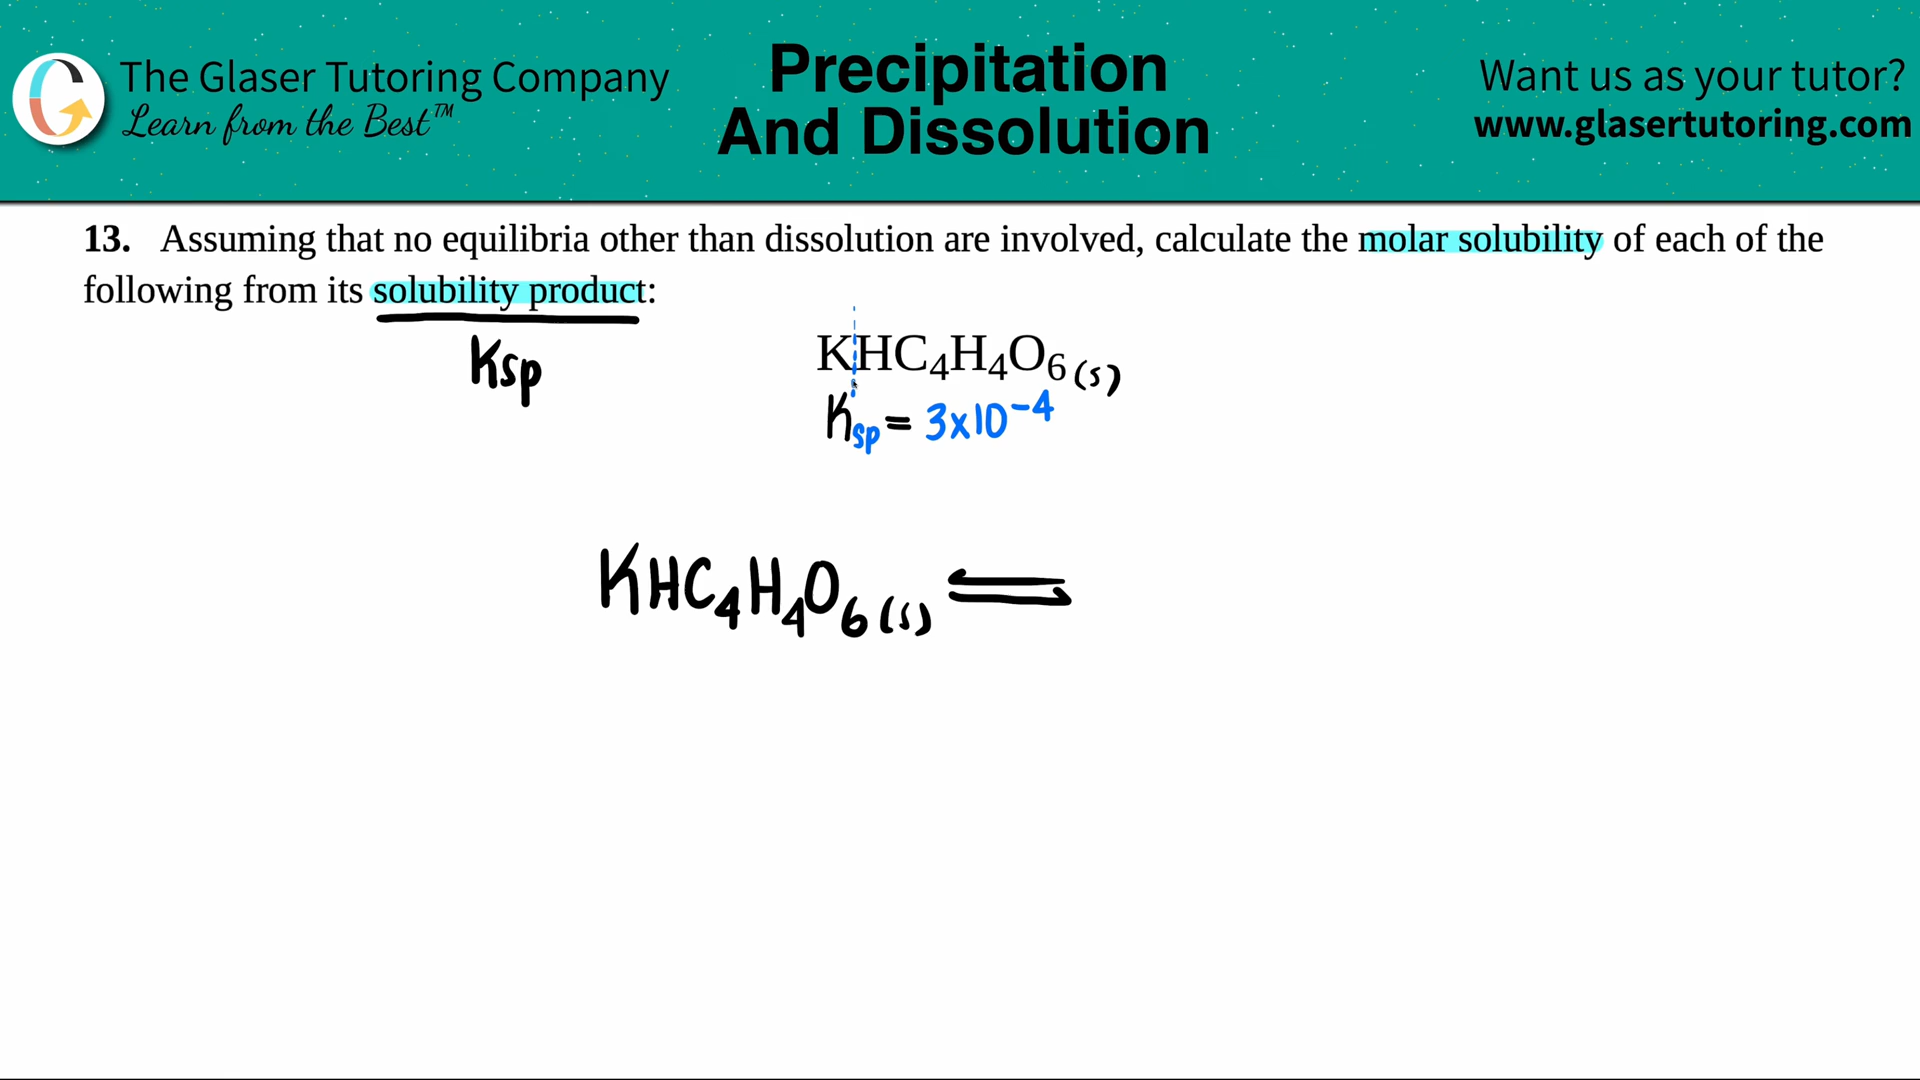 The Glaser Tutoring Company
Learn from the Best™
Precipitation
And Dissolution
Want us as your tutor?
www.glasertutoring.com
13. Assuming that no equilibria other than dissolution are involved, calculate the molar solubility of each of the
following from its solubility product:
Ksp
KHC₄H₄O₆(s)
Ksp = 3x10⁻⁴
KHC₄H₄O₆(s) ⇌